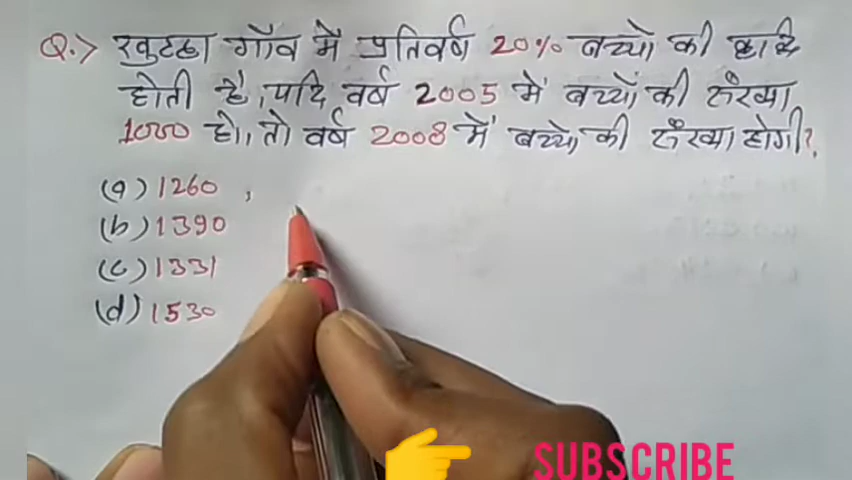 Q.> खुटहा गाँव में प्रतिवर्ष 20% बच्चों की
होती है, यदि वर्ष 2005 में बच्चों की संख्या
1000 हो, तो वर्ष 2008 में बच्चों की संख्या होगी?
(a) 1260 ,
(b) 1390
(c) 1331
(d) 1530
SUBSCRIBE